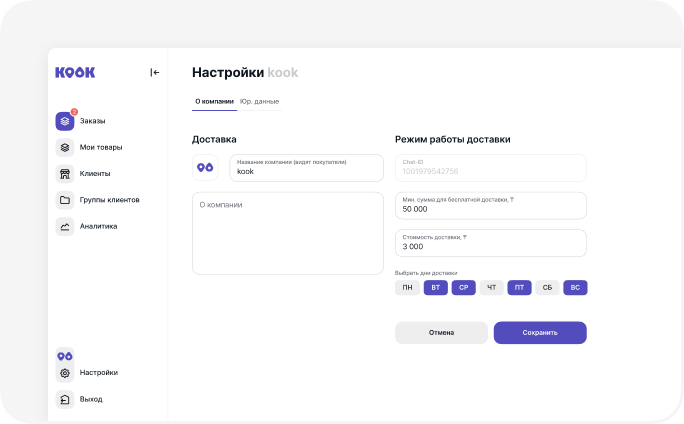 KOOK
Настройки kook
О компании Юр. данные
2
Заказы
Мои товары
Клиенты
Группы клиентов
Аналитика
Доставка
Название компании (видят покупатели)
kook
О компании
Режим работы доставки
Chat-ID
1001979542756
Мин. сумма для бесплатной доставки, ₸
50 000
Стоимость доставки, ₸
3 000
Выбрать дни доставки
ПН ВТ СР ЧТ ПТ СБ ВС
Отмена Сохранить
Настройки
Выход